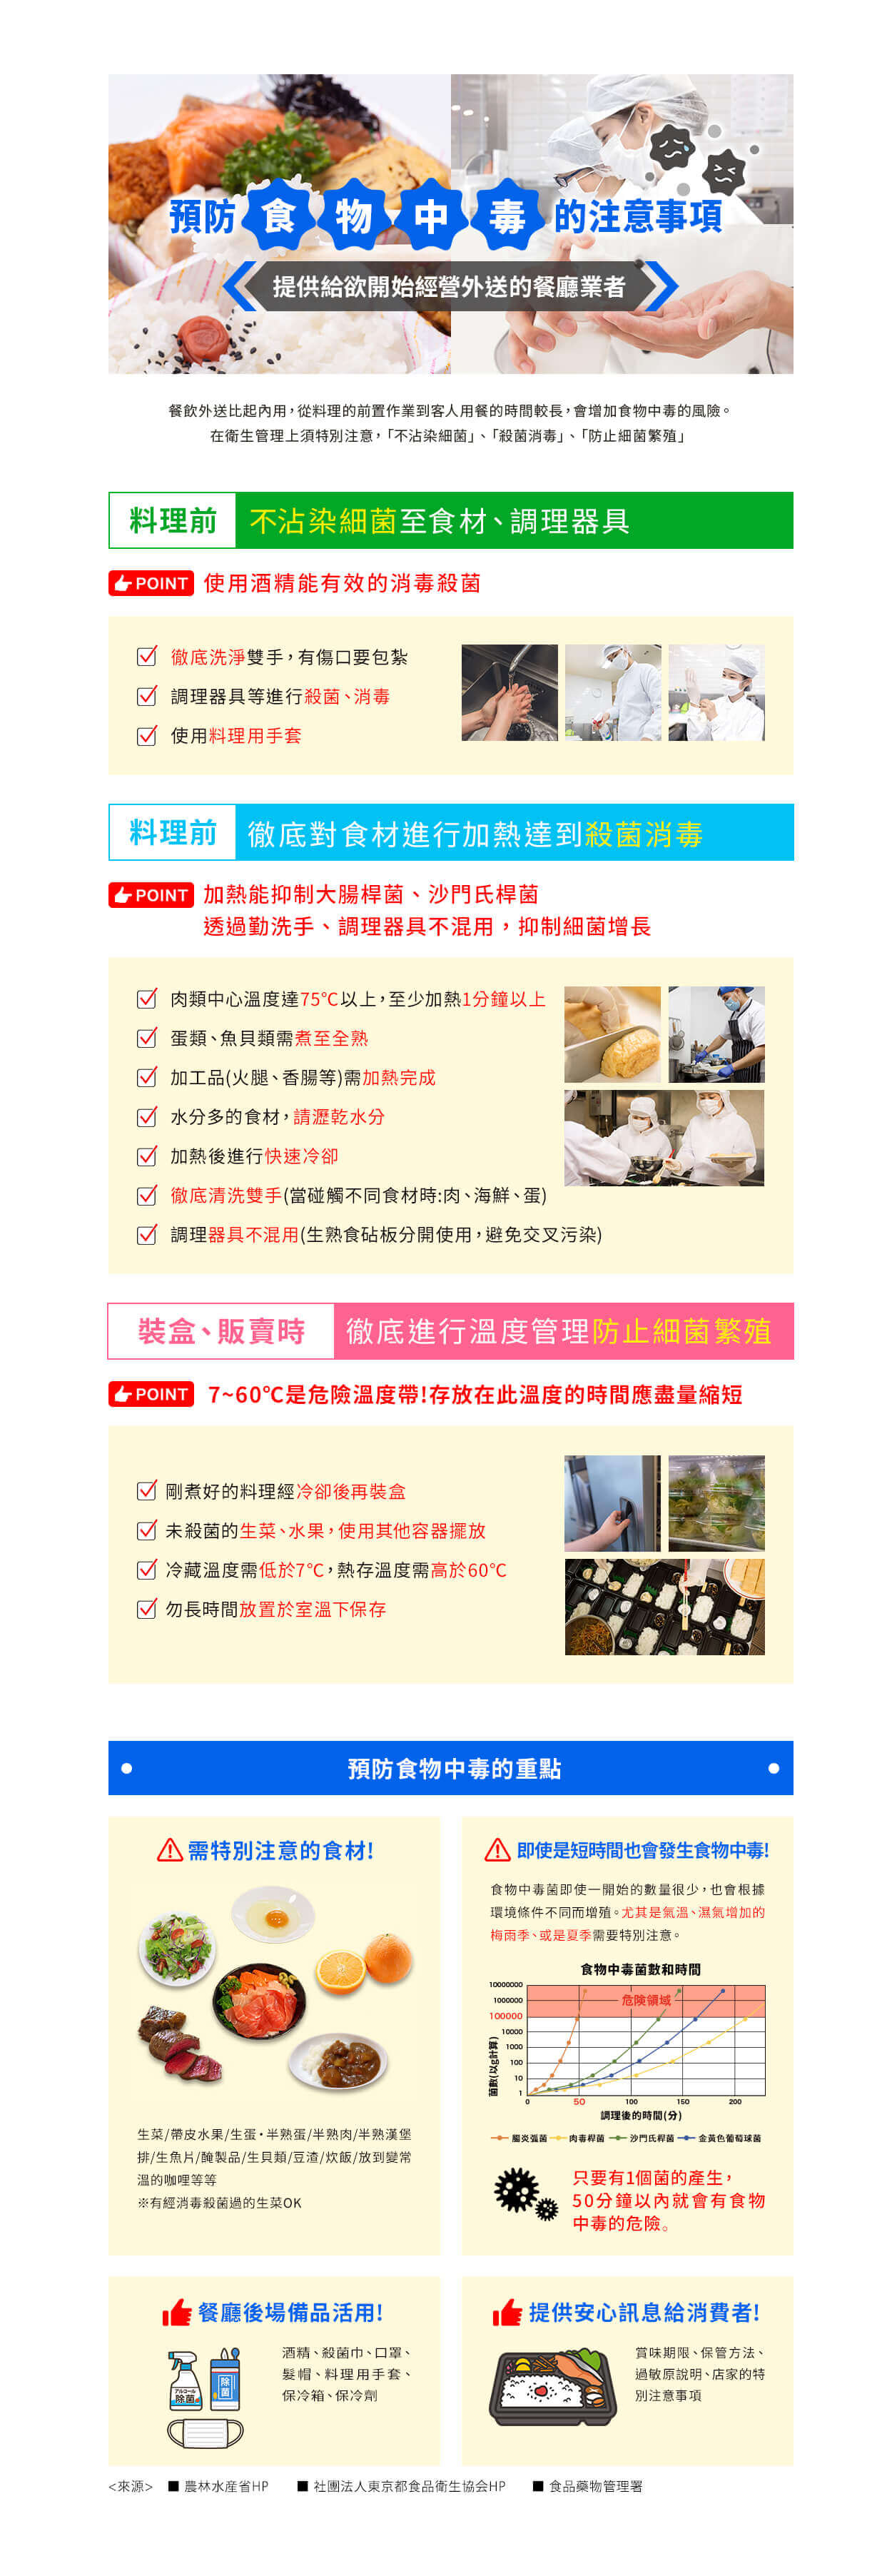 預防食物中毒的注意事項
提供給欲開始經營外送的餐廳業者
餐飲外送比起內用，從料理的前置作業到客人用餐的時間較長，會增加食物中毒的風險。
在衛生管理上須特別注意，「不沾染細菌」、「殺菌消毒」、「防止細菌繁殖」
料理前 不沾染細菌至食材、調理器具
POINT 使用酒精能有效的消毒殺菌
徹底洗淨雙手，有傷口要包紮
調理器具等進行殺菌、消毒
使用料理用手套
料理前 徹底對食材進行加熱達到殺菌消毒
POINT 加熱能抑制大腸桿菌、沙門氏桿菌
透過勤洗手、調理器具不混用，抑制細菌增長
肉類中心溫度達75℃以上，至少加熱1分鐘以上
蛋類、魚貝類需煮至全熟
加工品(火腿、香腸等)需加熱完成
水分多的食材，請瀝乾水分
加熱後進行快速冷卻
徹底清洗雙手(當碰觸不同食材時:肉、海鮮、蛋)
調理器具不混用(生熟食砧板分開使用，避免交叉污染)
裝盒、販賣時 徹底進行溫度管理防止細菌繁殖
POINT 7~60℃是危險溫度帶!存放在此溫度的時間應盡量縮短
剛煮好的料理經冷卻後再裝盒
未殺菌的生菜、水果，使用其他容器擺放
冷藏溫度需低於7℃，熱存溫度需高於60℃
勿長時間放置於室溫下保存
預防食物中毒的重點
需特別注意的食材!
生菜/帶皮水果/生蛋・半熟蛋/半熟肉/半熟漢堡
排/生魚片/醃製品/生貝類/豆渣/炊飯/放到變常
溫的咖哩等等
※有經消毒殺菌過的生菜OK
即使是短時間也會發生食物中毒!
食物中毒菌即使一開始的數量很少，也會根據
環境條件不同而增殖。尤其是氣溫、濕氣增加的
梅雨季、或是夏季需要特別注意。
食物中毒菌數和時間
菌數(以g計算)
10000000
1000000
100000
10000
1000
100
10
1
危険領域
0 50 100 150 200
調理後的時間(分)
腸炎弧菌 肉毒桿菌 沙門氏桿菌 金黃色葡萄球菌
只要有1個菌的產生，
50分鐘以內就會有食物
中毒的危險。
餐廳後場備品活用!
アルコール
除菌
除菌
酒精、殺菌巾、口罩、
髮帽、料理用手套、
保冷箱、保冷劑
提供安心訊息給消費者!
賞味期限、保管方法、
過敏原說明、店家的特
別注意事項
<來源> ■ 農林水産省HP ■ 社團法人東京都食品衛生協会HP ■ 食品藥物管理署